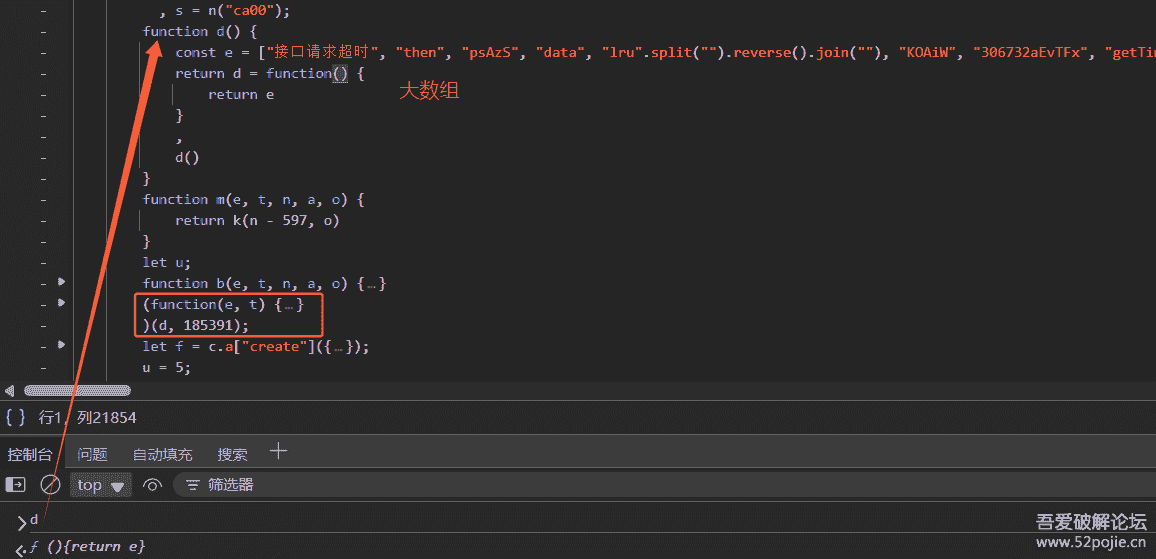 , s = n("ca00");
function d() {
const e = ["接口请求超时", "then", "psAzS", "data", "lru".split("").reverse().join(""), "KOAiW", "306732aEvTFx", "getTi
return d = function() {
return e
大数组
}
,
d()
}
function m(e, t, n, a, o) {
return k(n - 597, o)
}
let u;
function b(e, t, n, a, o) {…}
(function(e, t) {…}
)(d, 185391);
let f = c.a["create"]({…});
u = 5;
{ } 行1, 列21854
控制台 问题 自动填充 搜索
top 筛选器
d
f (){return e}
吾爱破解论坛
www.52pojie.cn